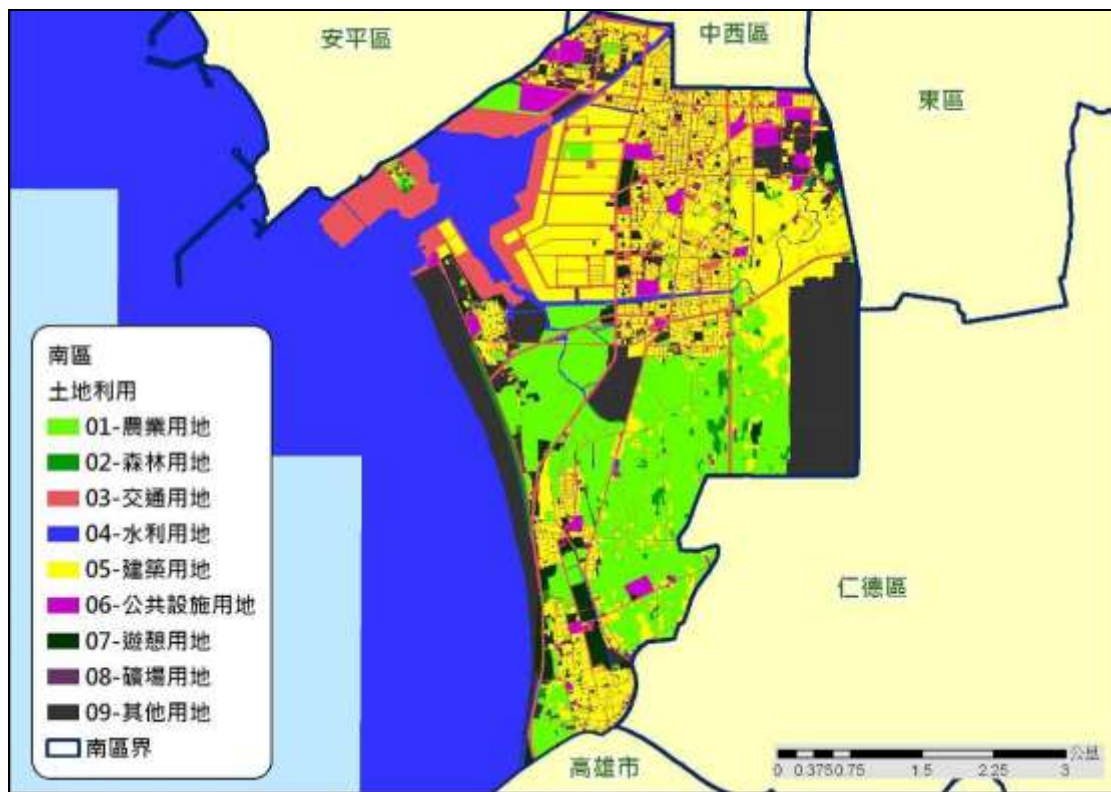 安平區
中西區
東區
南區
土地利用
01-農業用地
02-森林用地
03-交通用地
04-水利用地
05-建築用地
06-公共設施用地
07-遊憩用地
08-礦場用地
09-其他用地
南區界
仁德區
高雄市
公里
0 0.375 0.75 1.5 2.25 3